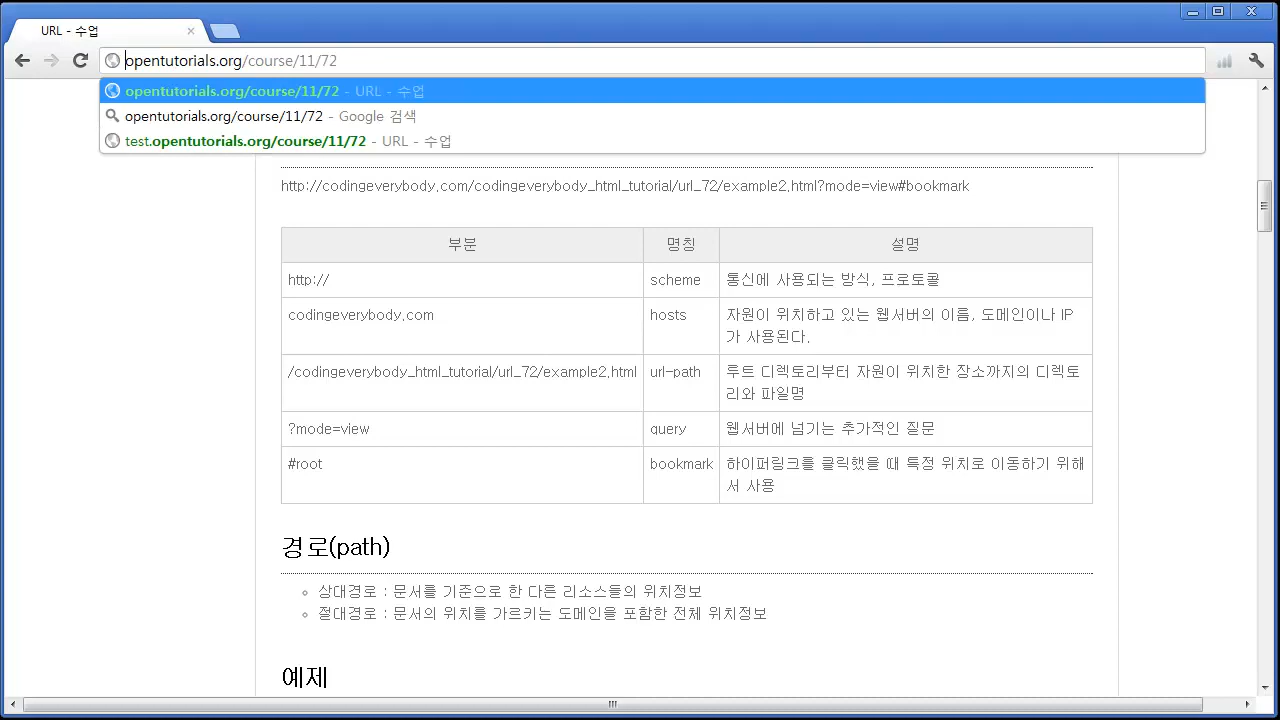 URL - 수업
opentutorials.org/course/11/72
opentutorials.org/course/11/72 - URL - 수업
opentutorials.org/course/11/72 - Google 검색
test.opentutorials.org/course/11/72 - URL - 수업
http://codingeverybody.com/codingeverybody_html_tutorial/url_72/example2.html?mode=view#bookmark
부분 명칭 설명
http:// scheme 통신에 사용되는 방식, 프로토콜
codingeverybody.com hosts 자원이 위치하고 있는 웹서버의 이름, 도메인이나 IP
가 사용된다.
/codingeverybody_html_tutorial/url_72/example2.html url-path 루트 디렉토리부터 자원이 위치한 장소까지의 디렉토
리와 파일명
?mode=view query 웹서버에 넘기는 추가적인 질문
#root bookmark 하이퍼링크를 클릭했을 때 특정 위치로 이동하기 위해
서 사용
경로(path)
상대경로 : 문서를 기준으로 한 다른 리소스들의 위치정보
절대경로 : 문서의 위치를 가르키는 도메인을 포함한 전체 위치정보
예제